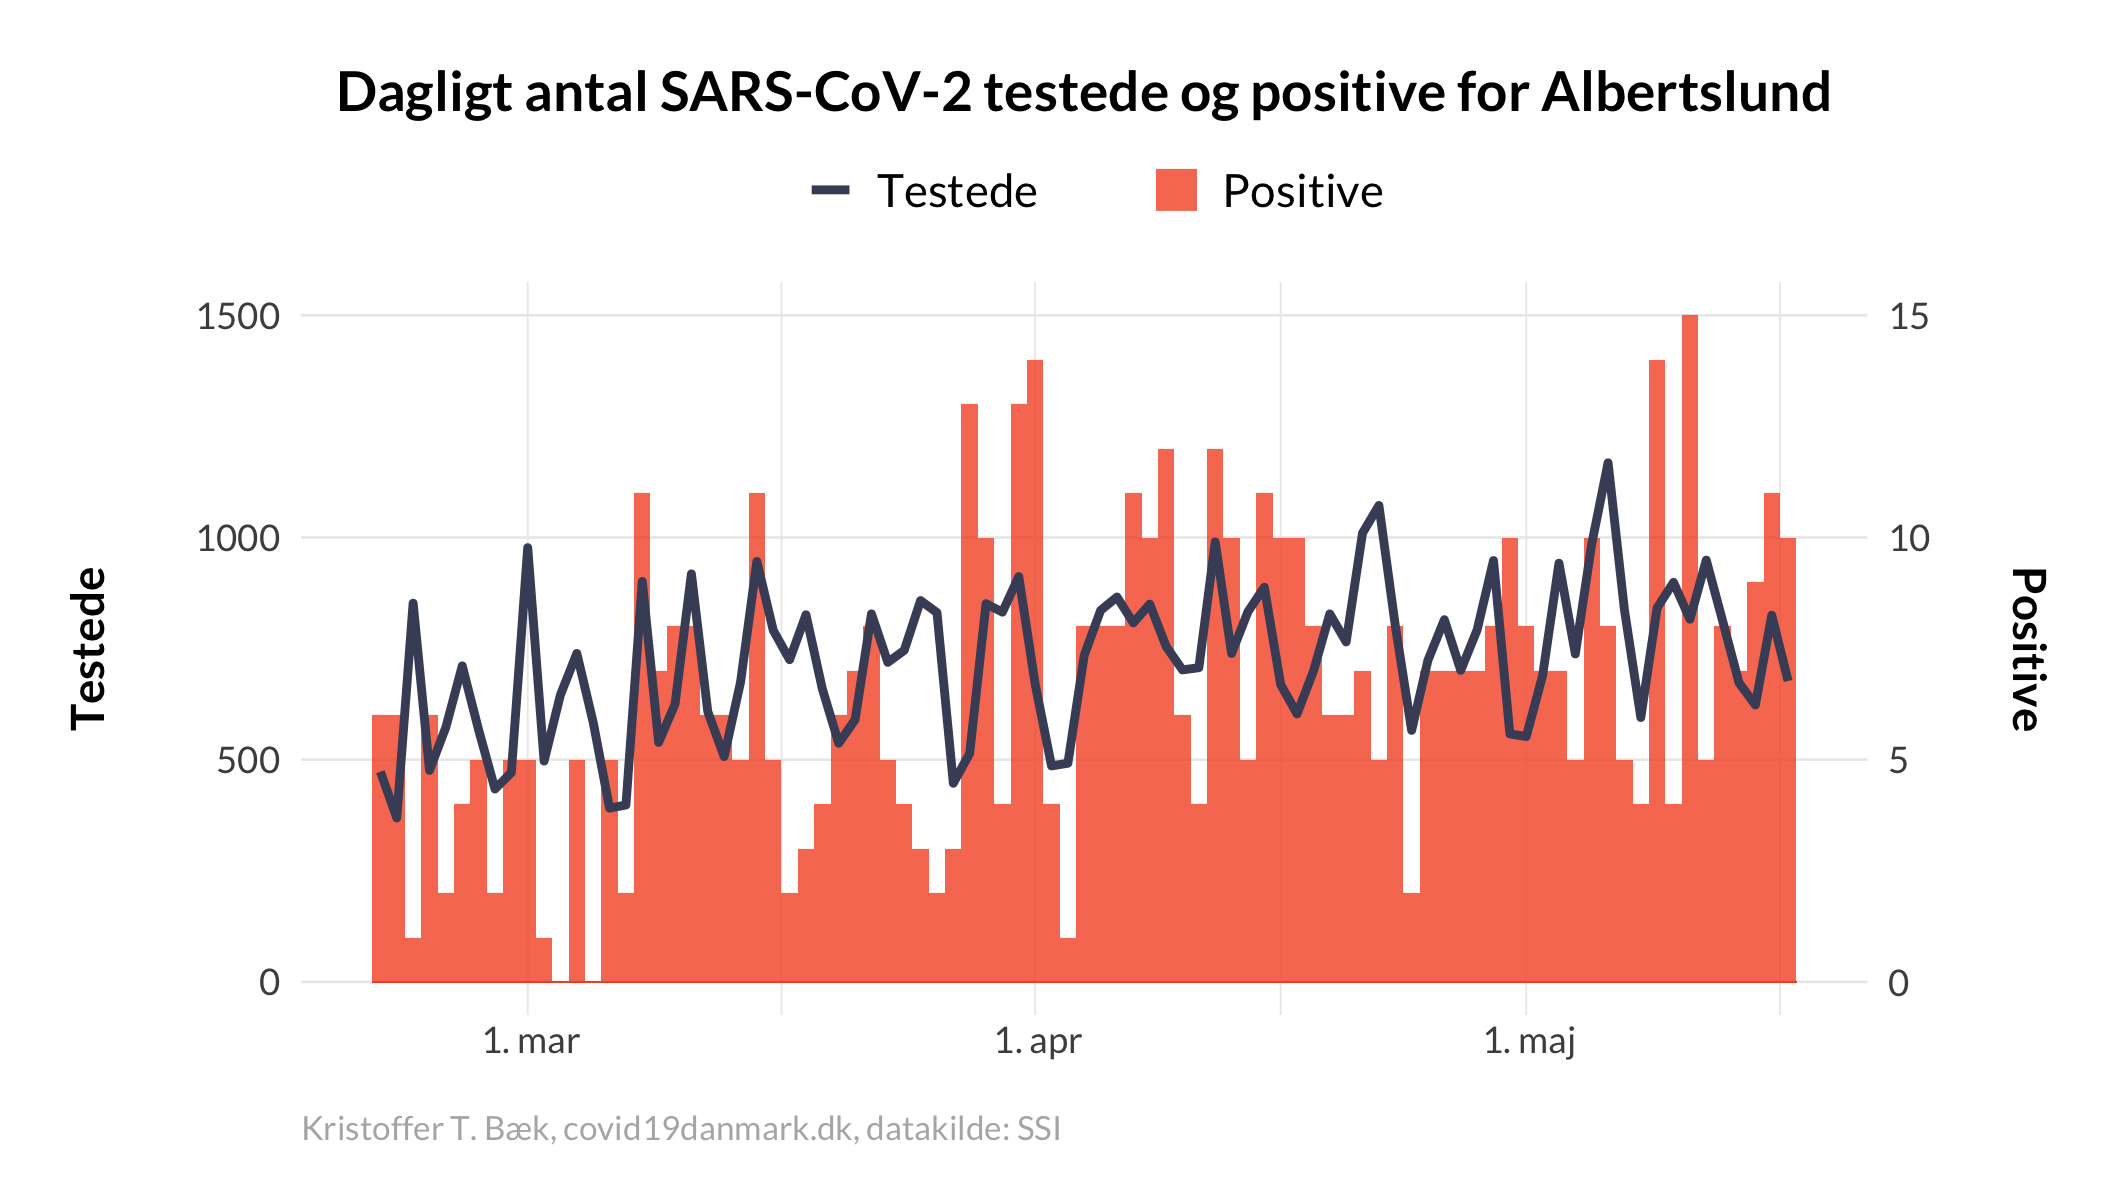 Dagligt antal SARS-CoV-2 testede og positive for Albertslund
Testede
Positive
1500
1000
500
0
15
10
5
0
Testede
Positive
1. mar
1. apr
1. maj
Kristoffer T. Bæk, covid19danmark.dk, datakilde: SSI